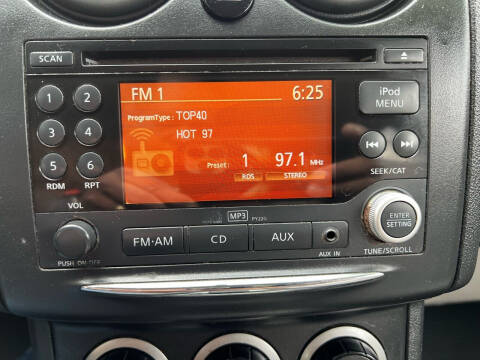 SCAN
FM 1 6:25
iPod MENU
ProgramType : TOP40
HOT 97
Preset : 1 97.1 MHz
RDS STEREO
1 2
3 4
5 6
RDM RPT
SEEK/CAT
VOL
MP3 PY220
FM·AM CD AUX
ENTER SETTING
PUSH ON·OFF
AUX IN
TUNE/SCROLL